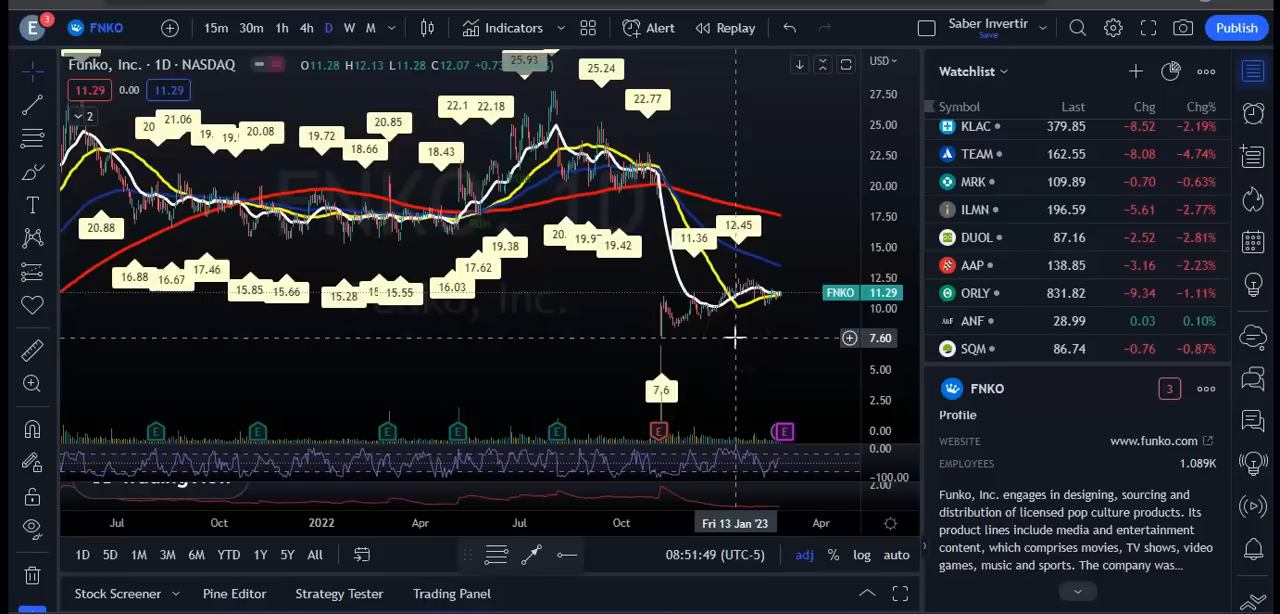 E 3 FNKO 15m 30m 1h 4h D W M Indicators Alert Replay Saber Invertir Save Publish
Funko, Inc. · 1D · NASDAQ O11.28 H12.13 L11.28 C12.07
11.29 0.00 11.29
2
USD
27.50
25.00
22.50
20.00
17.50
15.00
12.50
FNKO 11.29
10.00
7.60
5.00
2.50
0.00
0.00
−100.00
2.00
25.93
25.24
22.77
22.1 22.18
21.06
20.85
20.08
19.72
18.66
18.43
20.88
19.38
19.42
17.62
17.46
16.88 16.67
15.85 15.66
15.28 15.55
16.03
12.45
11.36
7.6
E E E E E E E
Jul Oct 2022 Apr Jul Oct Fri 13 Jan '23 Apr
1D 5D 1M 3M 6M YTD 1Y 5Y All 08:51:49 (UTC-5) adj % log auto
Stock Screener Pine Editor Strategy Tester Trading Panel
Watchlist
Symbol Last Chg Chg%
KLAC 379.85 −8.52 −2.19%
TEAM 162.55 −8.08 −4.74%
MRK 109.89 −0.70 −0.63%
ILMN 196.59 −5.61 −2.77%
DUOL 87.16 −2.52 −2.81%
AAP 138.85 −3.16 −2.23%
ORLY 831.82 −9.34 −1.11%
ANF 28.99 0.03 0.10%
SQM 86.74 −0.76 −0.87%
FNKO 3
Profile
WEBSITE www.funko.com
EMPLOYEES 1.089K
Funko, Inc. engages in designing, sourcing and
distribution of licensed pop culture products. Its
product lines include media and entertainment
content, which comprises movies, TV shows, video
games, music and sports. The company was...